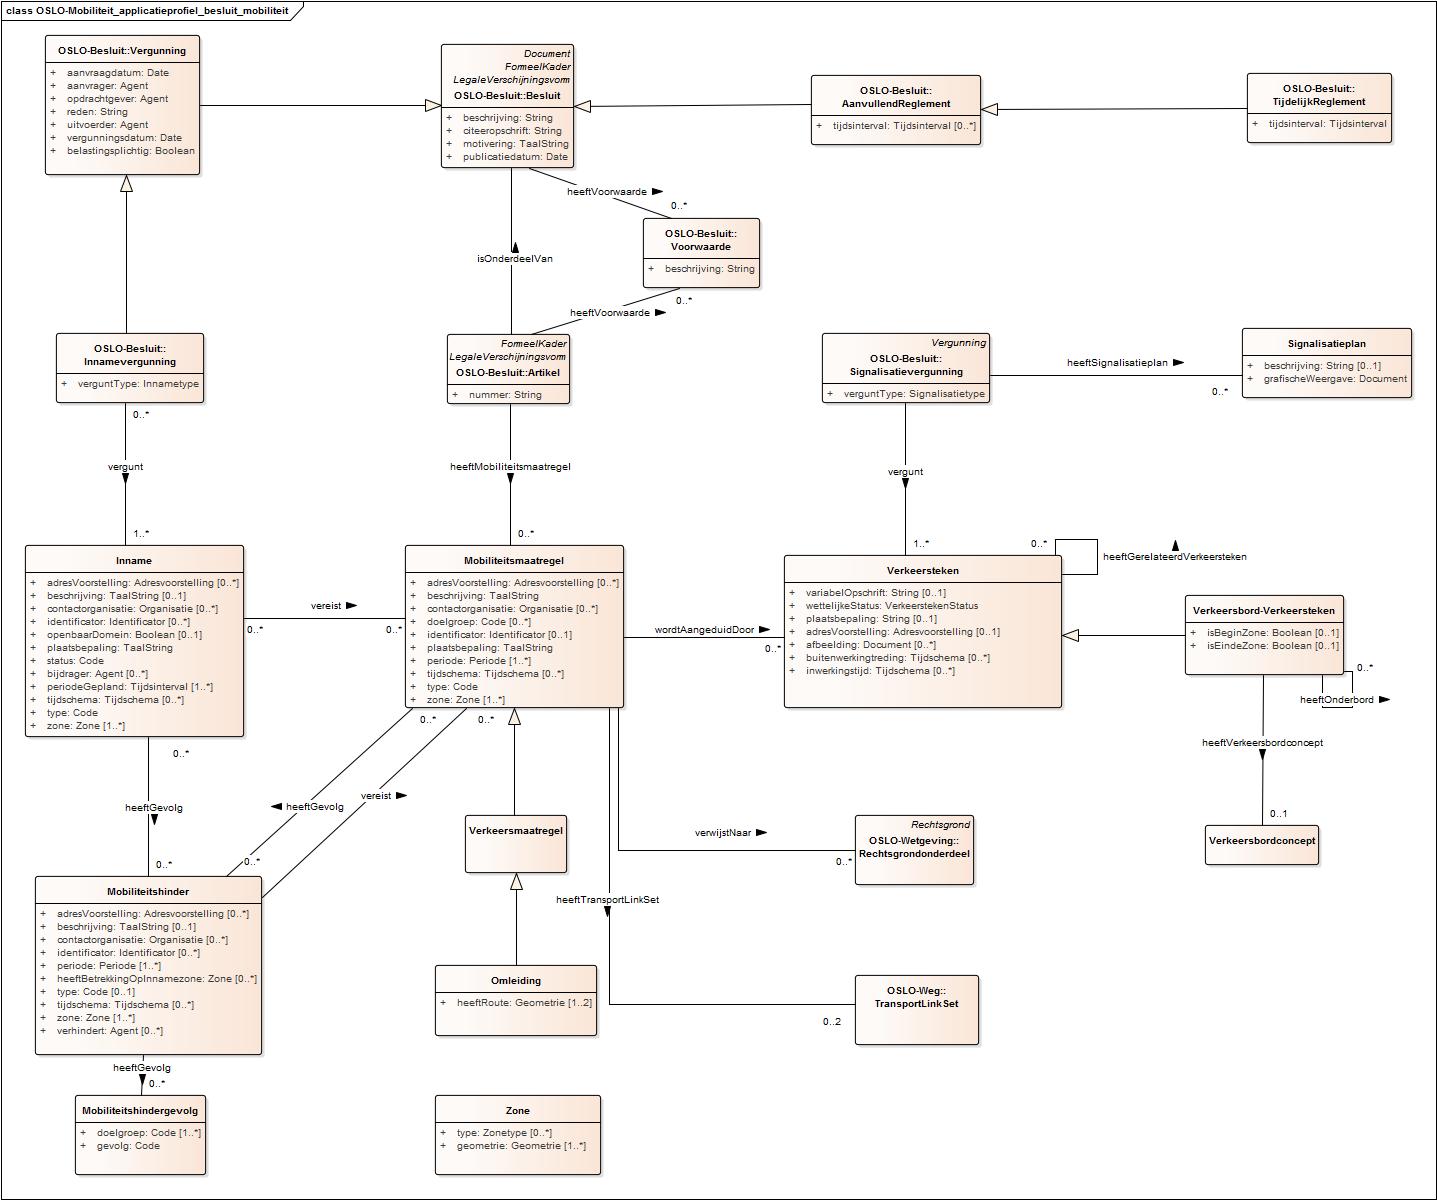 class OSLO-Mobiliteit_applicatieprofiel_besluit_mobiliteit
OSLO-Besluit::Vergunning
+ aanvraagdatum: Date
+ aanvrager: Agent
+ opdrachtgever: Agent
+ reden: String
+ uitvoerder: Agent
+ vergunningsdatum: Date
+ belastingsplichtig: Boolean
Document
FormeelKader
LegaleVerschijningsvorm
OSLO-Besluit::Besluit
+ beschrijving: String
+ citeeropschrift: String
+ motivering: TaalString
+ publicatiedatum: Date
OSLO-Besluit::
AanvullendReglement
+ tijdsinterval: Tijdsinterval [0..*]
OSLO-Besluit::
TijdelijkReglement
+ tijdsinterval: Tijdsinterval
heeftVoorwaarde
0..*
OSLO-Besluit::
Voorwaarde
+ beschrijving: String
isOnderdeelVan
0..*
heeftVoorwaarde
OSLO-Besluit::
Innamevergunning
+ verguntType: Innametype
FormeelKader
LegaleVerschijningsvorm
OSLO-Besluit::Artikel
+ nummer: String
Vergunning
OSLO-Besluit::
Signalisatievergunning
+ verguntType: Signalisatietype
heeftSignalisatieplan
0..*
Signalisatieplan
+ beschrijving: String [0..1]
+ grafischeWeergave: Document
0..*
vergunt
1..*
heeftMobiliteitsmaatregel
0..*
vergunt
1..*
Inname
+ adresVoorstelling: Adresvoorstelling [0..*]
+ beschrijving: TaalString [0..1]
+ contactorganisatie: Organisatie [0..*]
+ identificator: Identificator [0..*]
+ openbaarDomein: Boolean [0..1]
+ plaatsbepaling: TaalString
+ status: Code
+ bijdrager: Agent [0..*]
+ periodeGepland: Tijdsinterval [1..*]
+ tijdschema: Tijdschema [0..*]
+ type: Code
+ zone: Zone [1..*]
vereist
0..*
0..*
Mobiliteitsmaatregel
+ adresVoorstelling: Adresvoorstelling [0..*]
+ beschrijving: TaalString
+ contactorganisatie: Organisatie [0..*]
+ doelgroep: Code [0..*]
+ identificator: Identificator [0..1]
+ plaatsbepaling: TaalString
+ periode: Periode [1..*]
+ tijdschema: Tijdschema [0..*]
+ type: Code
+ zone: Zone [1..*]
wordtAangeduidDoor
0..*
Verkeersteken
+ variabelOpschrift: String [0..1]
+ wettelijkeStatus: VerkeerstekenStatus
+ plaatsbepaling: String [0..1]
+ adresVoorstelling: Adresvoorstelling [0..1]
+ afbeelding: Document [0..*]
+ buitenwerkingtreding: Tijdschema [0..*]
+ inwerkingstijd: Tijdschema [0..*]
0..*
heeftGerelateerdVerkeersteken
Verkeersbord-Verkeersteken
+ isBeginZone: Boolean [0..1]
+ isEindeZone: Boolean [0..1]
0..*
heeftOnderbord
heeftVerkeersbordconcept
0..1
Verkeersbordconcept
0..*
heeftGevolg
0..*
0..*
0..*
heeftGevolg
vereist
0..*
Verkeersmaatregel
verwijstNaar
0..*
Rechtsgrond
OSLO-Wetgeving::
Rechtsgrondonderdeel
heeftTransportLinkSet
0..2
OSLO-Weg::
TransportLinkSet
Mobiliteitshinder
+ adresVoorstelling: Adresvoorstelling [0..*]
+ beschrijving: TaalString [0..1]
+ contactorganisatie: Organisatie [0..*]
+ identificator: Identificator [0..*]
+ periode: Periode [1..*]
+ heeftBetrekkingOpInnamezone: Zone [0..*]
+ type: Code [0..1]
+ tijdschema: Tijdschema [0..*]
+ zone: Zone [1..*]
+ verhindert: Agent [0..*]
Omleiding
+ heeftRoute: Geometrie [1..2]
heeftGevolg
0..*
Mobiliteitshindergevolg
+ doelgroep: Code [1..*]
+ gevolg: Code
Zone
+ type: Zonetype [0..*]
+ geometrie: Geometrie [1..*]